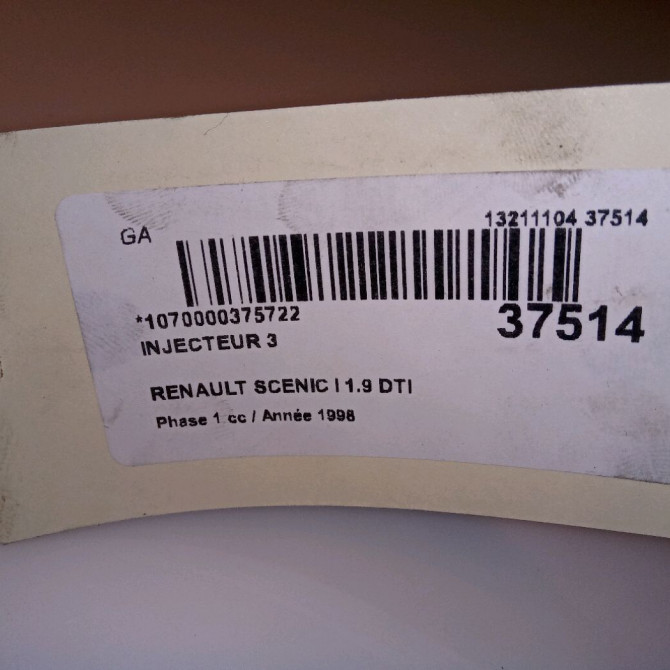 GA
13211104 37514
*1070000375722
37514
INJECTEUR 3
RENAULT SCENIC I 1.9 DTI
Phase 1 cc / Année 1998